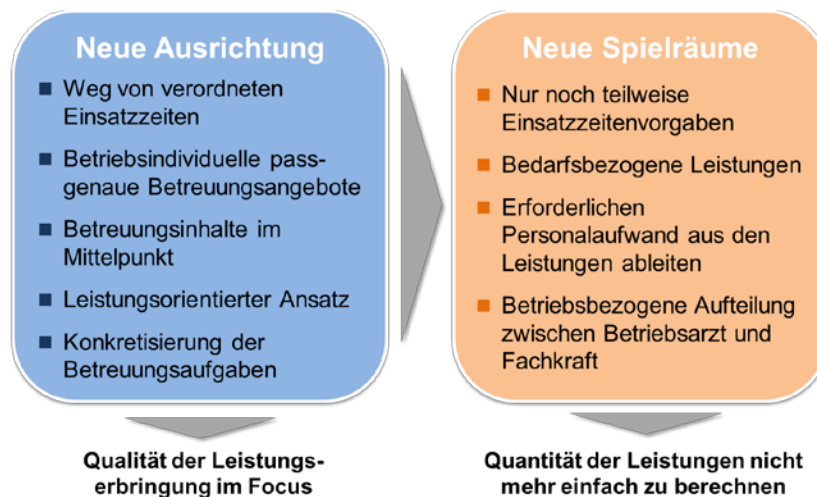 Neue Ausrichtung
■ Weg von verordneten
Einsatzzeiten
■ Betriebsindividuelle pass-
genaue Betreuungsangebote
■ Betreuungsinhalte im
Mittelpunkt
■ Leistungsorientierter Ansatz
■ Konkretisierung der
Betreuungsaufgaben
Qualität der Leistungs-
erbringung im Focus
Neue Spielräume
■ Nur noch teilweise
Einsatzzeitenvorgaben
■ Bedarfsbezogene Leistungen
■ Erforderlichen
Personalaufwand aus den
Leistungen ableiten
■ Betriebsbezogene Aufteilung
zwischen Betriebsarzt und
Fachkraft
Quantität der Leistungen nicht
mehr einfach zu berechnen